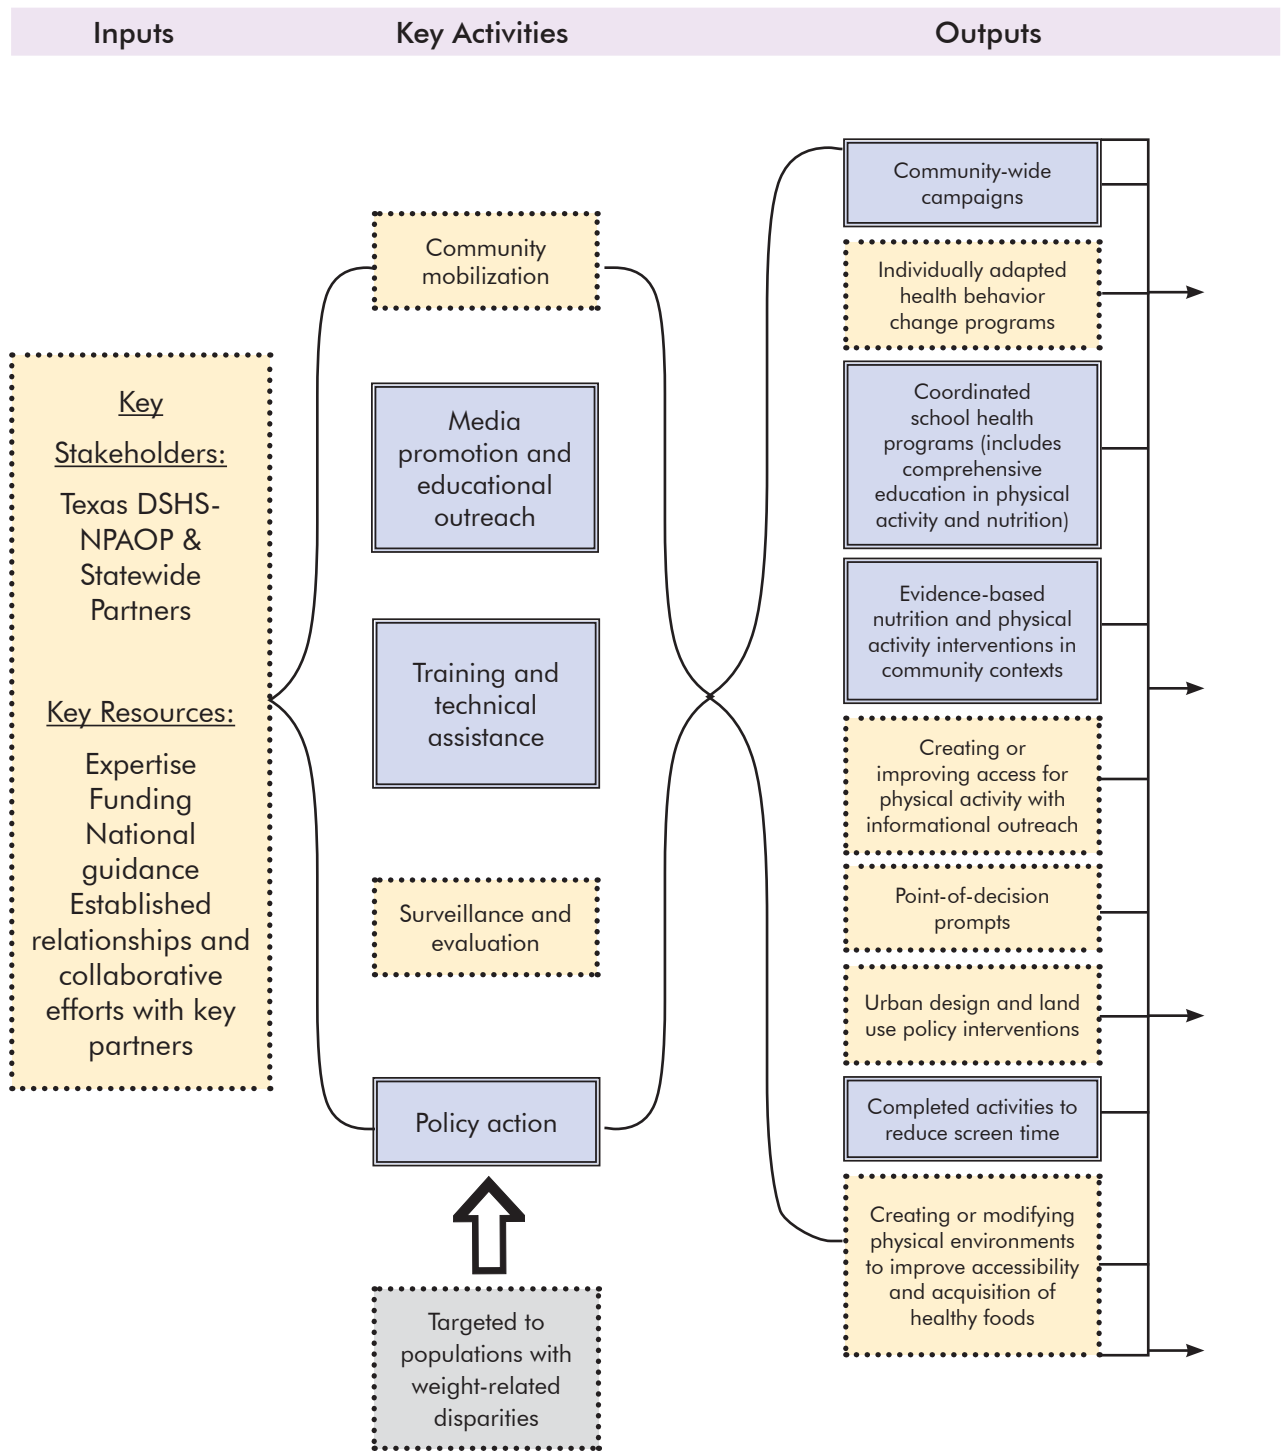 Inputs
Key Activities
Outputs
Key
Stakeholders:
Texas DSHS-
NPAOP &
Statewide
Partners
Key Resources:
Expertise
Funding
National
guidance
Established
relationships and
collaborative
efforts with key
partners
Community
mobilization
Media
promotion and
educational
outreach
Training and
technical
assistance
Surveillance and
evaluation
Policy action
Targeted to
populations with
weight-related
disparities
Community-wide
campaigns
Individually adapted
health behavior
change programs
Coordinated
school health
programs (includes
comprehensive
education in physical
activity and nutrition)
Evidence-based
nutrition and physical
activity interventions in
community contexts
Creating or
improving access for
physical activity with
informational outreach
Point-of-decision
prompts
Urban design and land
use policy interventions
Completed activities to
reduce screen time
Creating or modifying
physical environments
to improve accessibility
and acquisition of
healthy foods